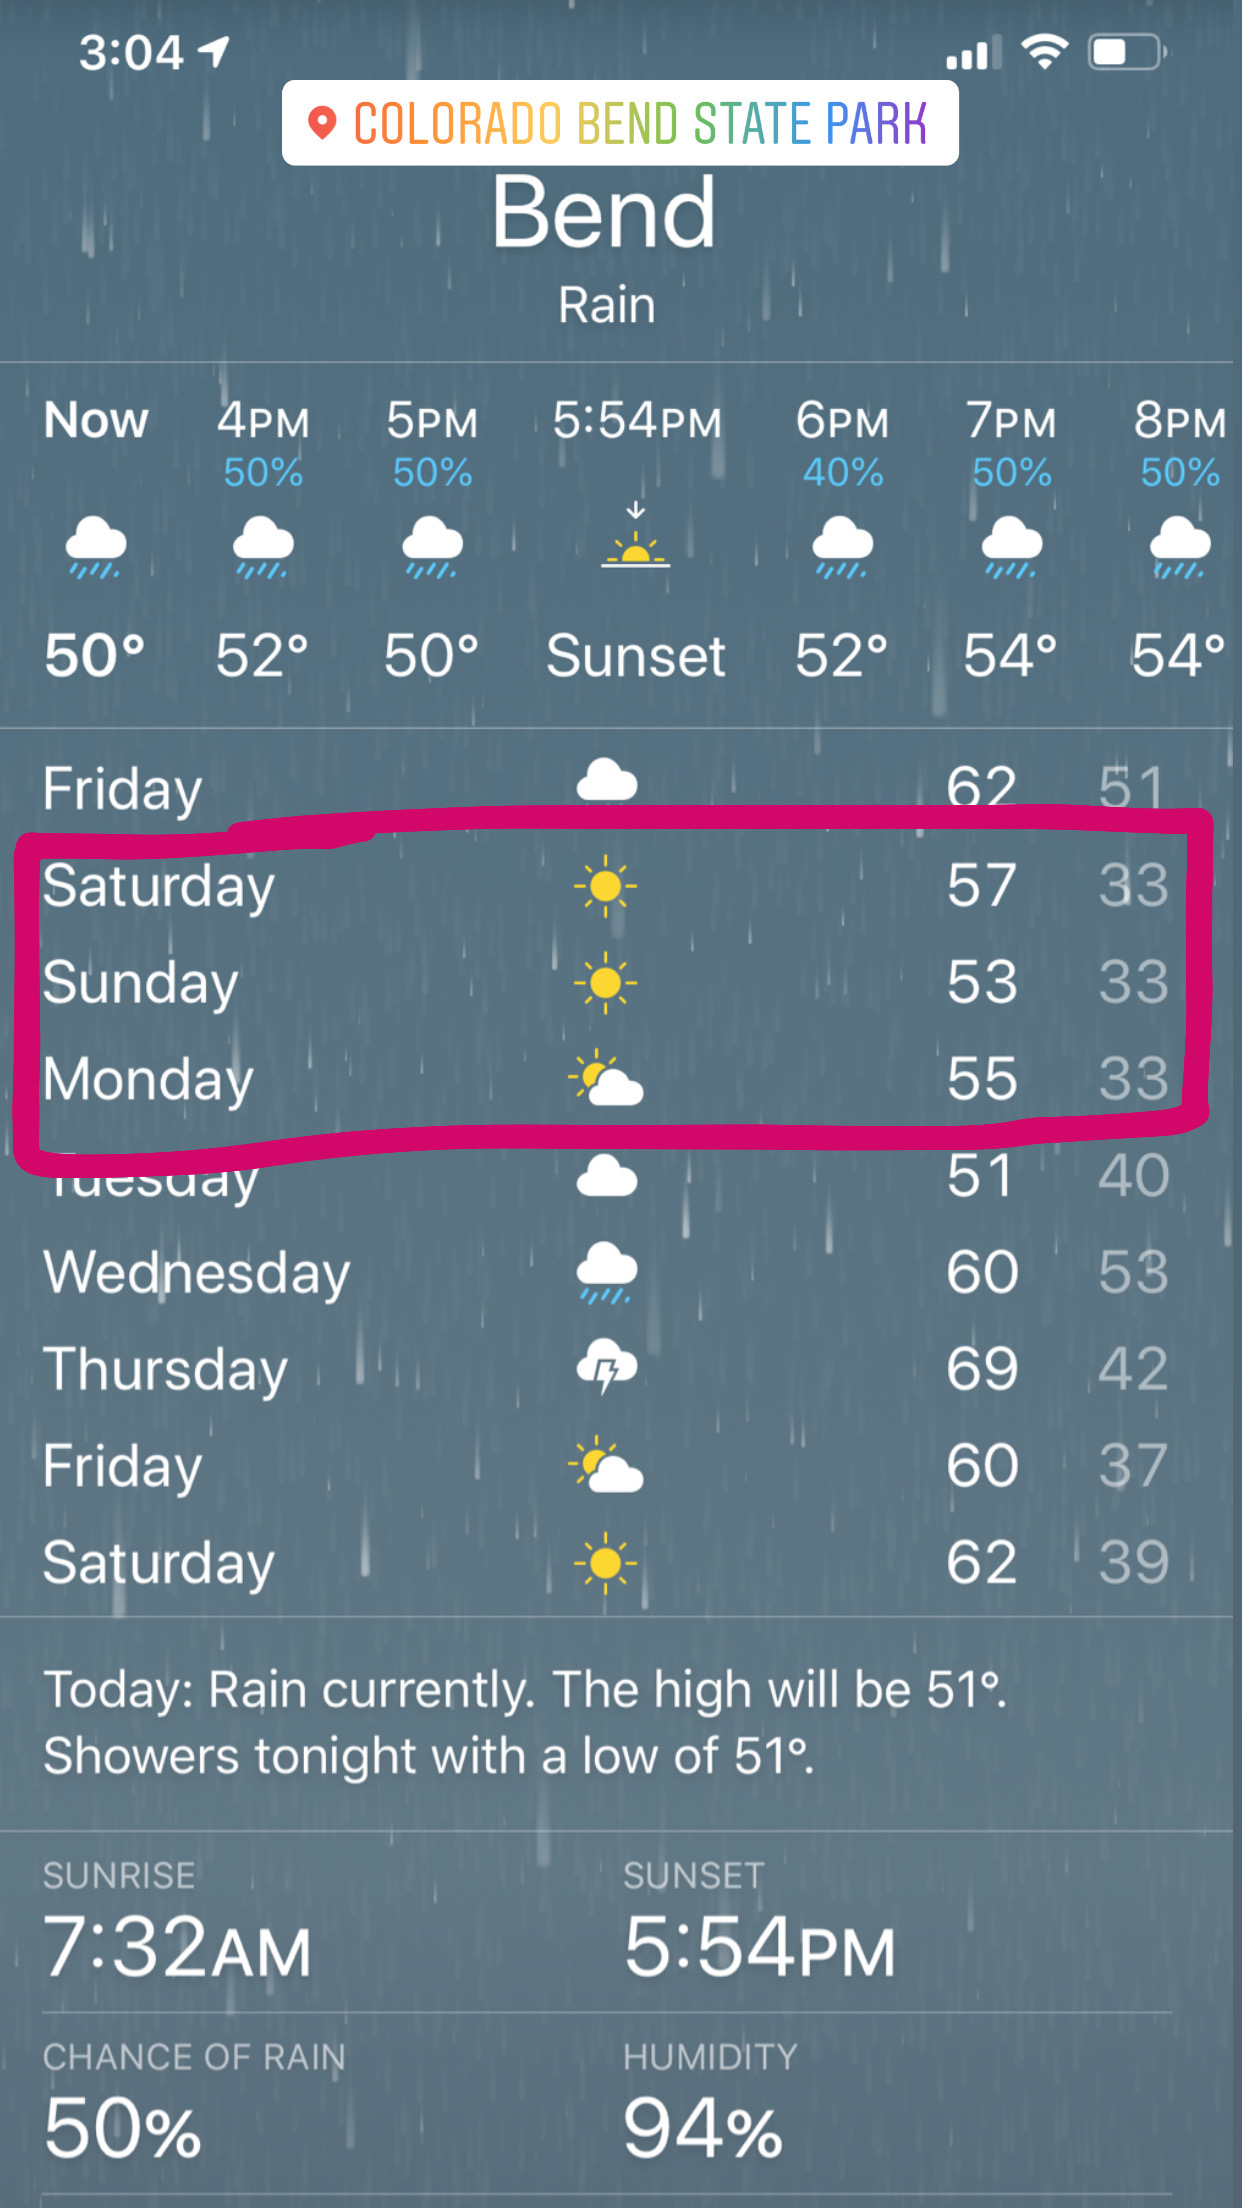 3:04
COLORADO BEND STATE PARK
Bend
Rain
Now 4PM 5PM 5:54PM 6PM 7PM 8PM
50% 50% 40% 50% 50%
50° 52° 50° Sunset 52° 54° 54°
Friday 62 51
Saturday 57 33
Sunday 53 33
Monday 55 33
Tuesday 51 40
Wednesday 60 53
Thursday 69 42
Friday 60 37
Saturday 62 39
Today: Rain currently. The high will be 51°.
Showers tonight with a low of 51°.
SUNRISE SUNSET
7:32AM 5:54PM
CHANCE OF RAIN HUMIDITY
50% 94%